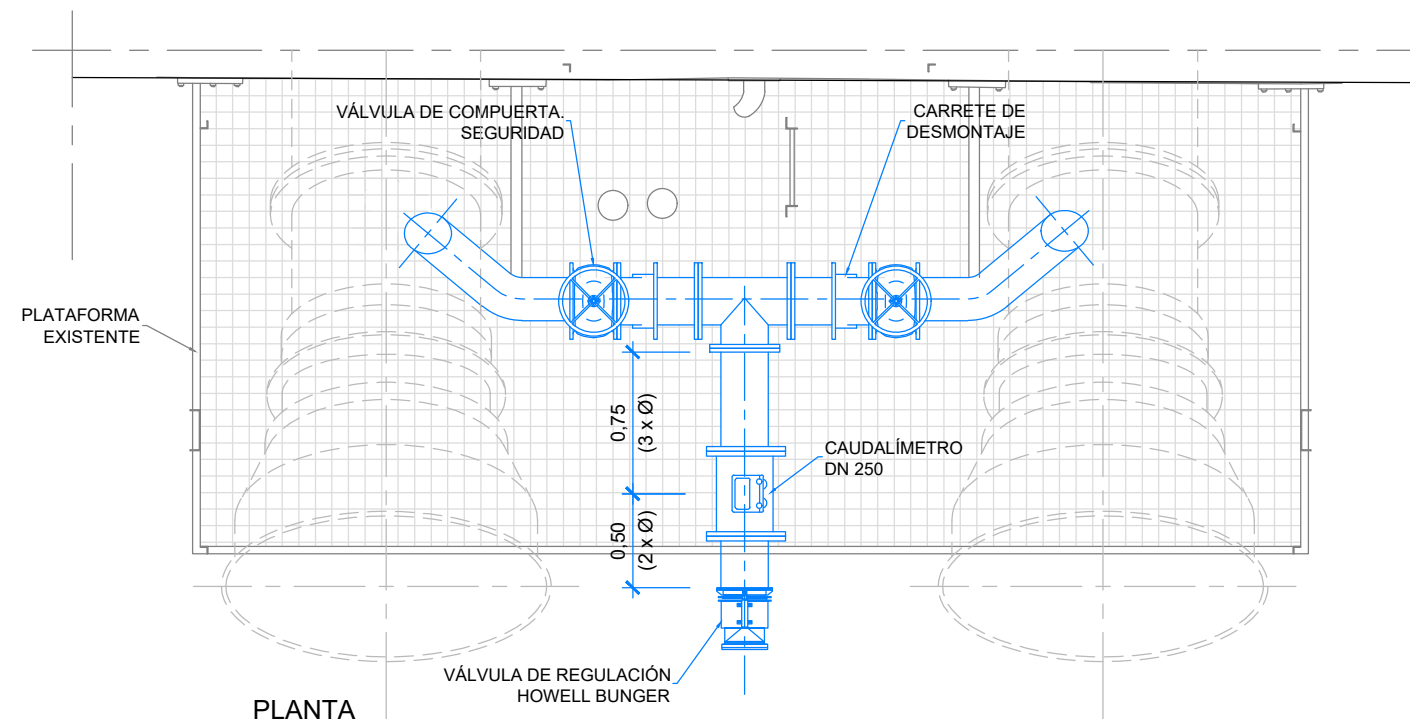 VÁLVULA DE COMPUERTA.
SEGURIDAD
CARRETE DE
DESMONTAJE
PLATAFORMA
EXISTENTE
0,75
(3 x Ø)
CAUDALÍMETRO
DN 250
0,50
(2 x Ø)
VÁLVULA DE REGULACIÓN
HOWELL BUNGER
PLANTA